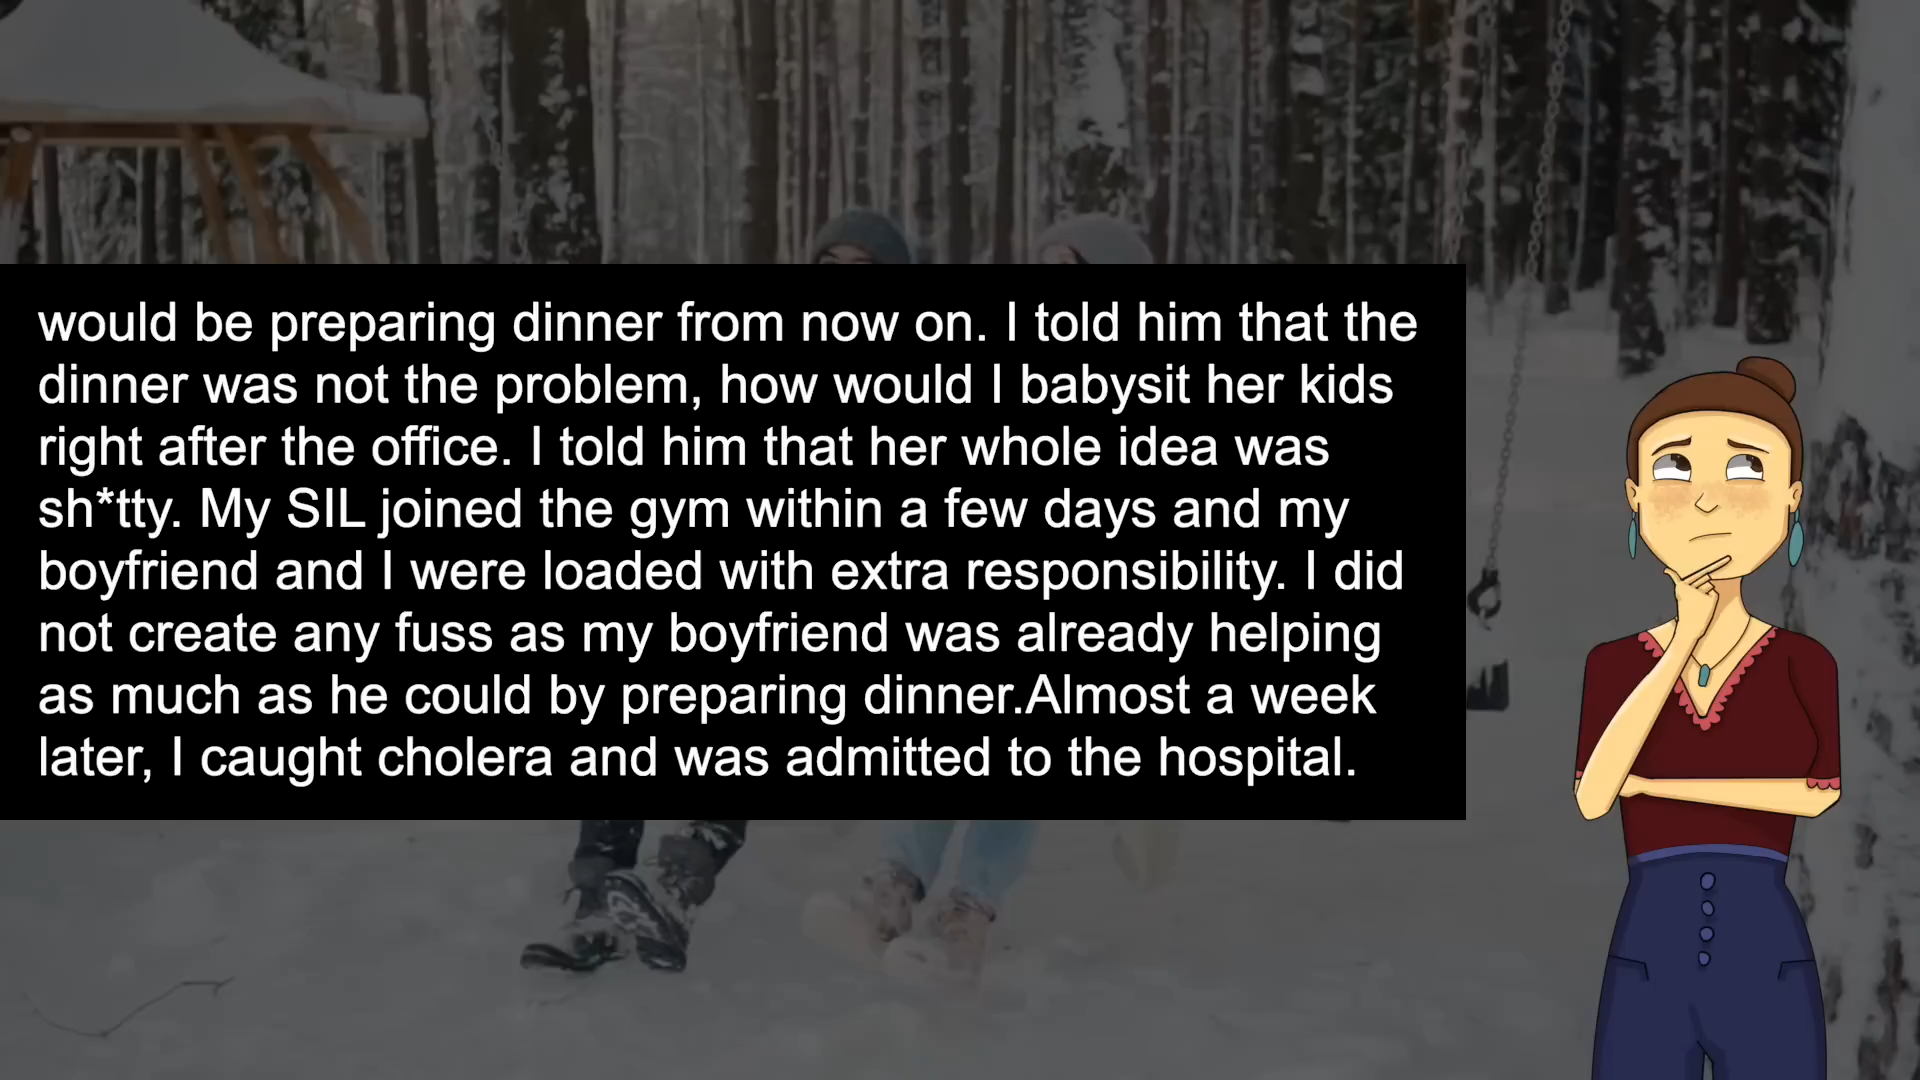 would be preparing dinner from now on. I told him that the
dinner was not the problem, how would I babysit her kids
right after the office. I told him that her whole idea was
sh*tty. My SIL joined the gym within a few days and my
boyfriend and I were loaded with extra responsibility. I did
not create any fuss as my boyfriend was already helping
as much as he could by preparing dinner.Almost a week
later, I caught cholera and was admitted to the hospital.